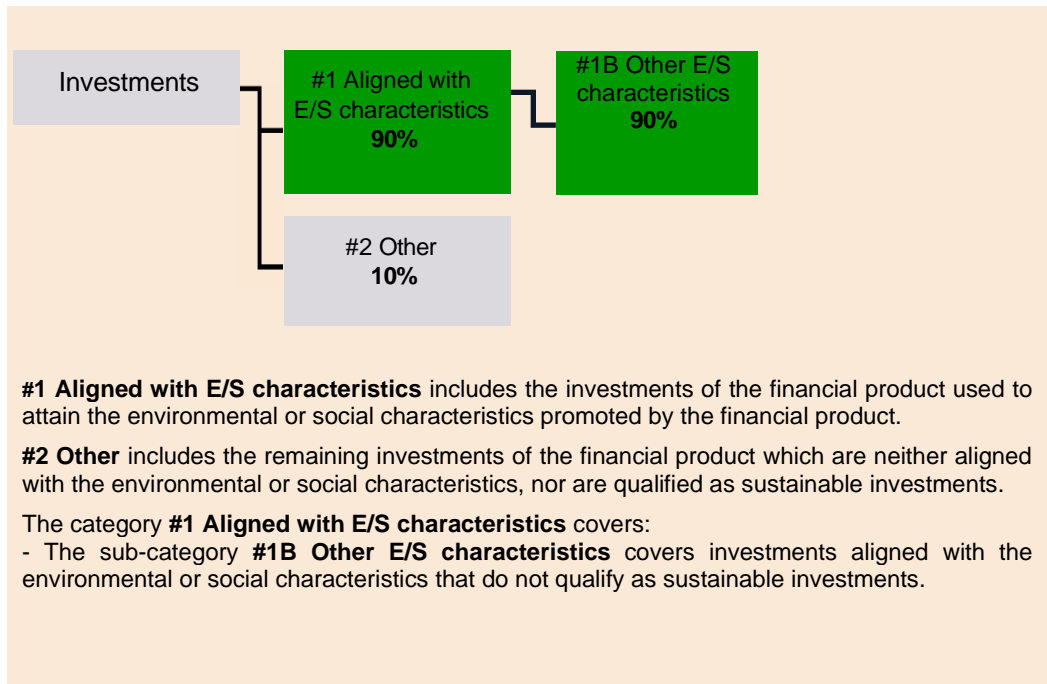 Investments
#1 Aligned with
E/S characteristics
90%
#1B Other E/S
characteristics
90%
#2 Other
10%
#1 Aligned with E/S characteristics includes the investments of the financial product used to
attain the environmental or social characteristics promoted by the financial product.
#2 Other includes the remaining investments of the financial product which are neither aligned
with the environmental or social characteristics, nor are qualified as sustainable investments.
The category #1 Aligned with E/S characteristics covers:
- The sub-category #1B Other E/S characteristics covers investments aligned with the
environmental or social characteristics that do not qualify as sustainable investments.